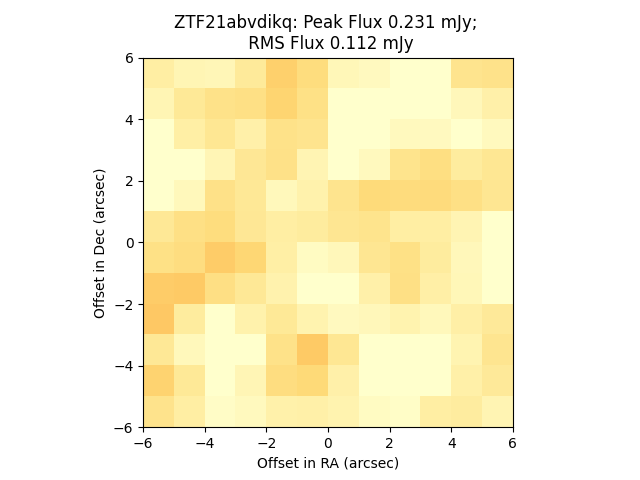 ZTF21abvdikq: Peak Flux 0.231 mJy;
RMS Flux 0.112 mJy
6
4
2
0
−2
−4
−6
Offset in Dec (arcsec)
−6 −4 −2 0 2 4 6
Offset in RA (arcsec)